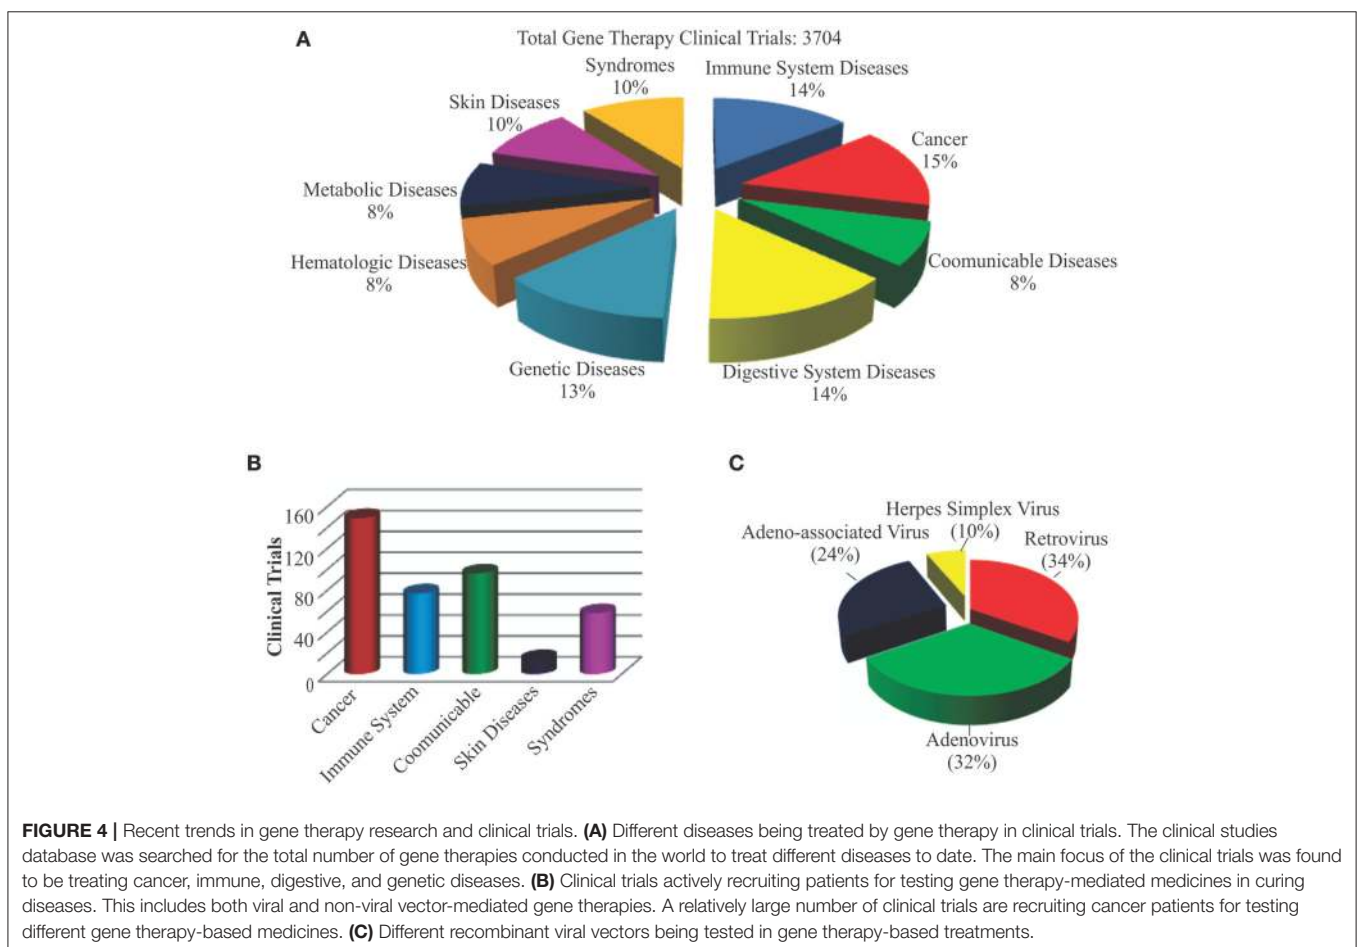 A
Total Gene Therapy Clinical Trials: 3704
Syndromes
10%
Immune System Diseases
14%
Skin Diseases
10%
Cancer
15%
Metabolic Diseases
8%
Hematologic Diseases
8%
Coomunicable Diseases
8%
Genetic Diseases
13%
Digestive System Diseases
14%
B
Clinical Trials
160
120
80
40
0
Cancer
Immune System
Coomunicable
Skin Diseases
Syndromes
C
Herpes Simplex Virus
(10%)
Adeno-associated Virus
(24%)
Retrovirus
(34%)
Adenovirus
(32%)
FIGURE 4 | Recent trends in gene therapy research and clinical trials. (A) Different diseases being treated by gene therapy in clinical trials. The clinical studies
database was searched for the total number of gene therapies conducted in the world to treat different diseases to date. The main focus of the clinical trials was found
to be treating cancer, immune, digestive, and genetic diseases. (B) Clinical trials actively recruiting patients for testing gene therapy-mediated medicines in curing
diseases. This includes both viral and non-viral vector-mediated gene therapies. A relatively large number of clinical trials are recruiting cancer patients for testing
different gene therapy-based medicines. (C) Different recombinant viral vectors being tested in gene therapy-based treatments.